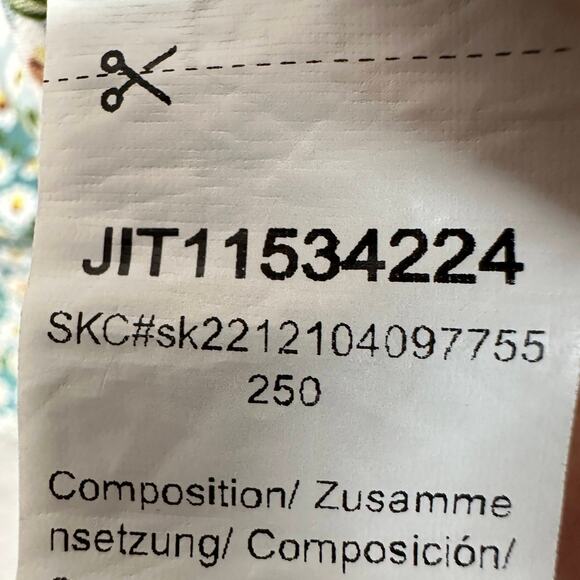 JIT11534224
SKC#sk2212104097755
250
Composition/ Zusamme
nsetzung/ Composición/